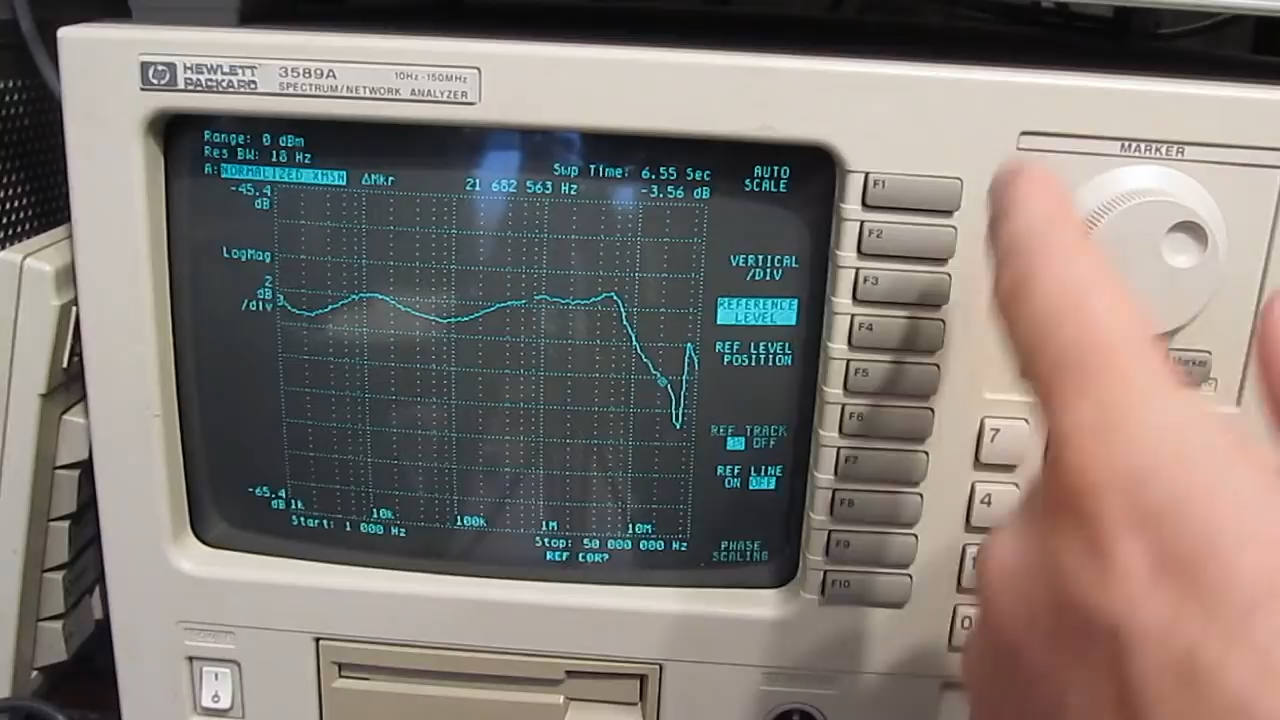 HEWLETT
PACKARD
3589A
10Hz-150MHz
SPECTRUM/NETWORK ANALYZER
Range: 0 dBm
Res BW: 18 Hz
Swp Time: 6.55 Sec
A:NORMALIZED XMSN
ΔMkr
21 682 563 Hz
-3.56 dB
-45.4
dB
LogMag
2
dB
/div
-65.4
dB
1k
10k
100k
1M
10M
Start: 1 000 Hz
Stop: 50 000 000 Hz
REF COR?
AUTO
SCALE
VERTICAL
/DIV
REFERENCE
LEVEL
REF LEVEL
POSITION
REF TRACK
ON OFF
REF LINE
ON OFF
PHASE
SCALING
F1
F2
F3
F4
F5
F6
F7
F8
F9
F10
MARKER
Marker
7
4
1
0